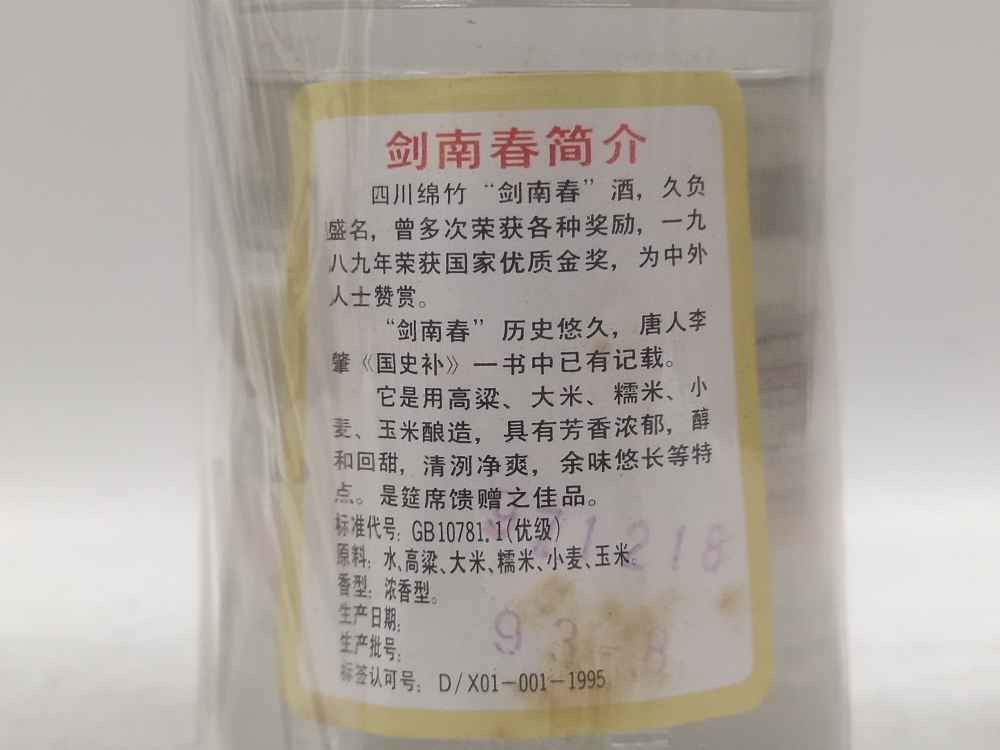 剑南春简介
四川绵竹“剑南春”酒，久负
盛名，曾多次荣获各种奖励，一九
八九年荣获国家优质金奖，为中外
人士赞赏。
“剑南春”历史悠久，唐人李
肇《国史补》一书中已有记载。
它是用高粱、大米、糯米、小
麦、玉米酿造，具有芳香浓郁，醇
和回甜，清洌净爽，余味悠长等特
点。是筵席馈赠之佳品。
标准代号：GB10781.1(优级)
原料：水、高粱、大米、糯米、小麦、玉米。
1218
香型：浓香型。
生产日期：
生产批号：
93-8
标签认可号：D/X01-001-1995